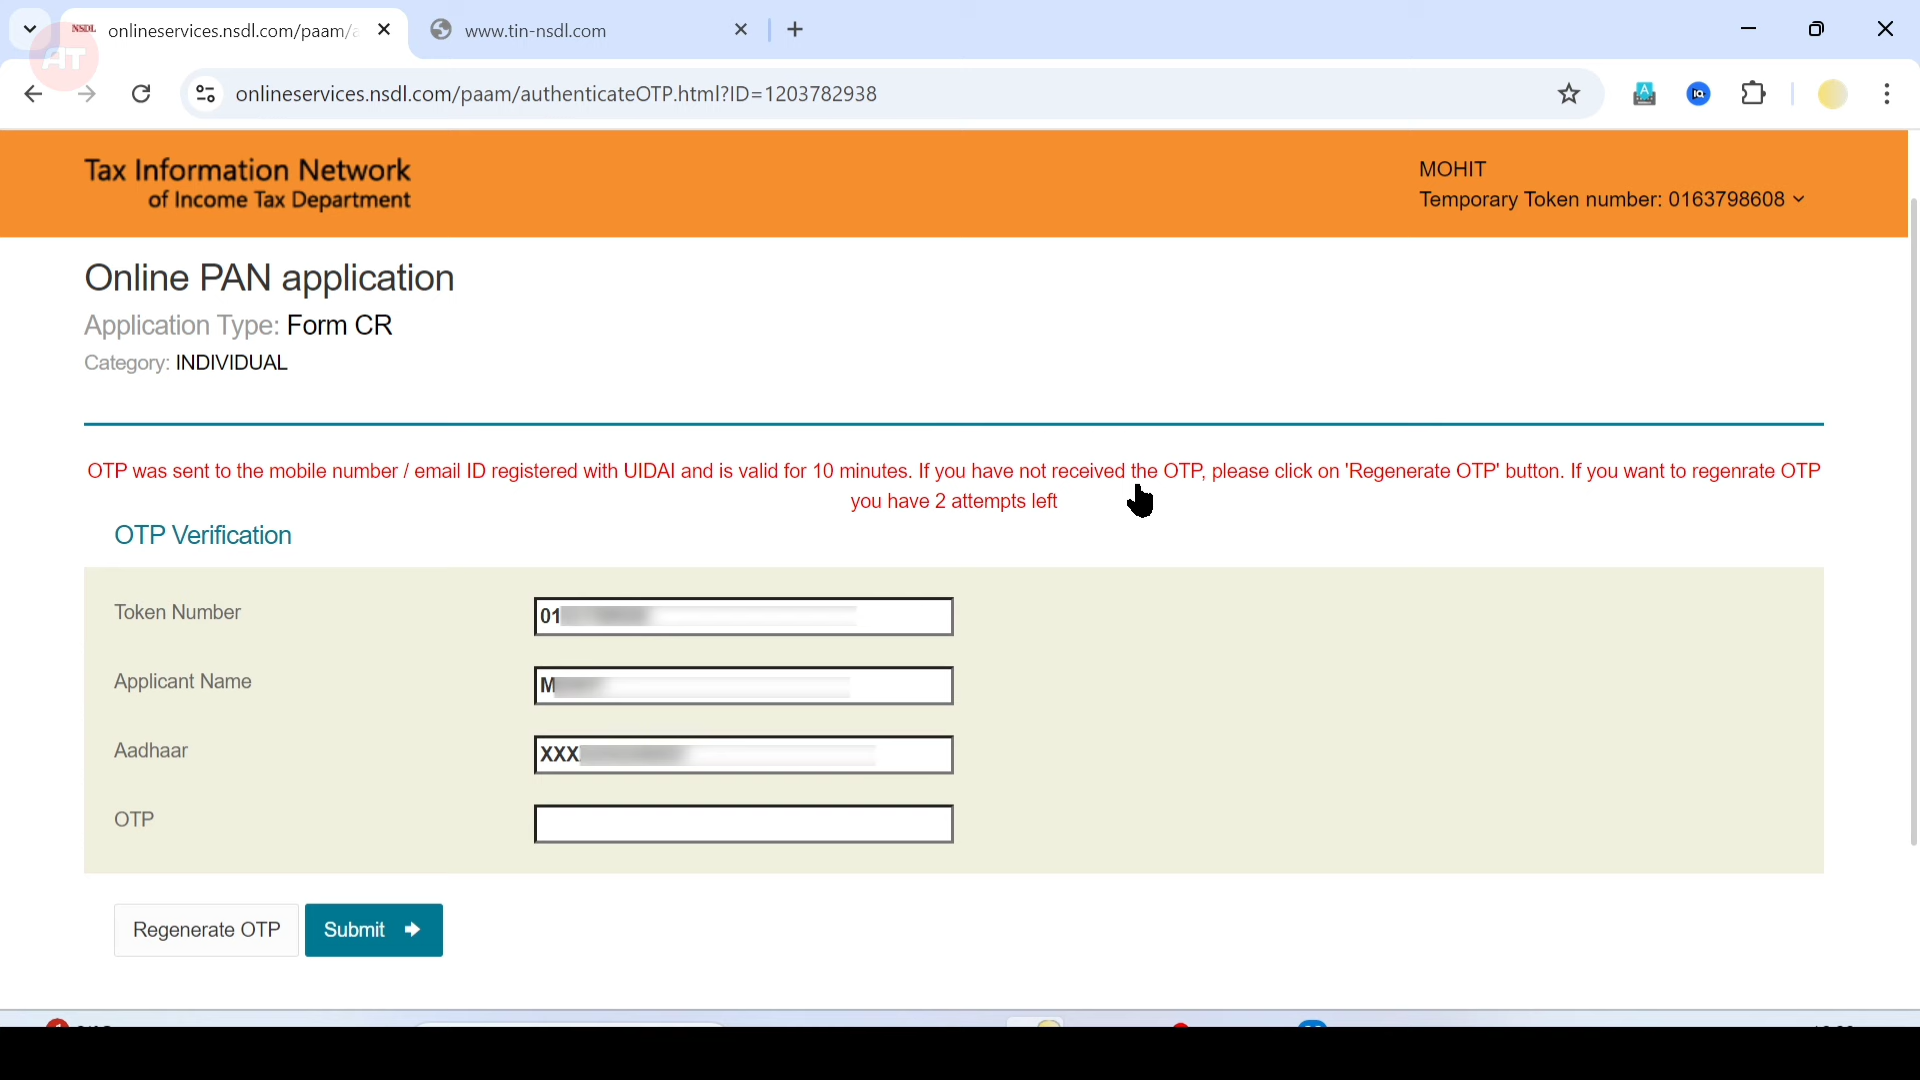 NSDL onlineservices.nsdl.com/paam/a
www.tin-nsdl.com
AT
onlineservices.nsdl.com/paam/authenticateOTP.html?ID=1203782938
Tax Information Network
of Income Tax Department
MOHIT
Temporary Token number: 0163798608
Online PAN application
Application Type: Form CR
Category: INDIVIDUAL
OTP was sent to the mobile number / email ID registered with UIDAI and is valid for 10 minutes. If you have not received the OTP, please click on 'Regenerate OTP' button. If you want to regenrate OTP
you have 2 attempts left
OTP Verification
Token Number
01
Applicant Name
M
Aadhaar
XXX
OTP
Regenerate OTP
Submit